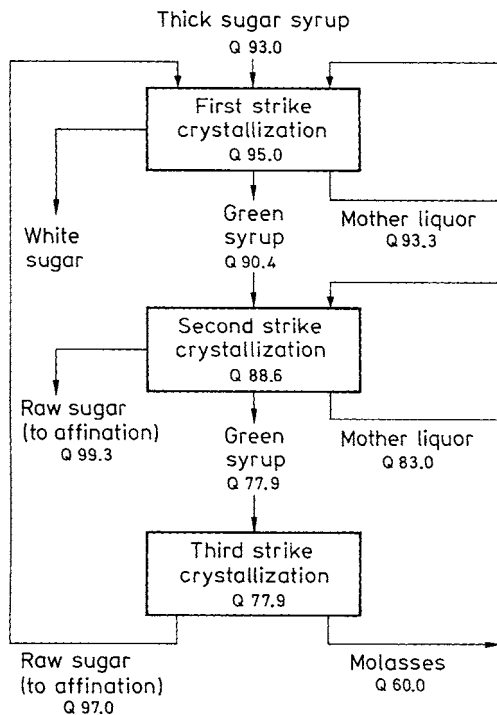 Thick sugar syrup
Q 93.0
First strike
crystallization
Q 95.0
White
sugar
Green
syrup
Q 90.4
Mother liquor
Q 93.3
Second strike
crystallization
Q 88.6
Raw sugar
(to affination)
Q 99.3
Green
syrup
Q 77.9
Mother liquor
Q 83.0
Third strike
crystallization
Q 77.9
Raw sugar
(to affination)
Q 97.0
Molasses
Q 60.0